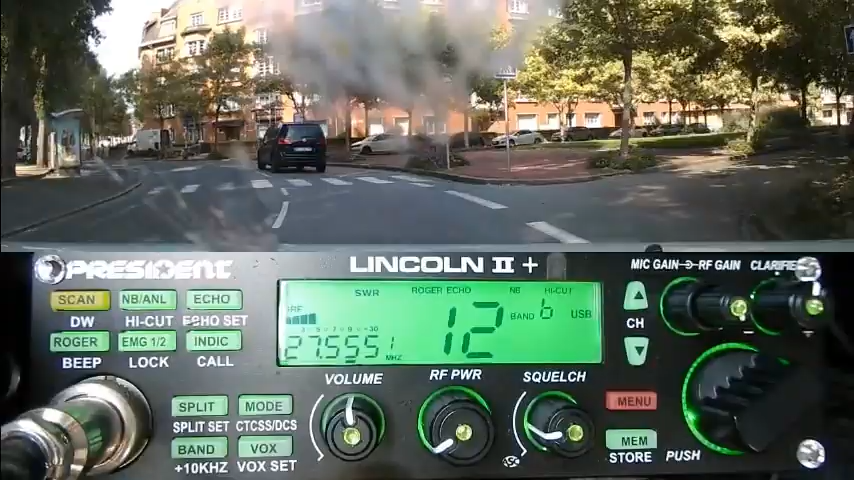 PRESIDENT
LINCOLN II +
MIC GAIN RF GAIN CLARIFIER
SCAN
NB/ANL
ECHO
DW
HI-CUT
ECHO SET
ROGER
EMG 1/2
INDIC
BEEP
LOCK
CALL
SWR
ROGER ECHO
NB
HI-CUT
RF
12
BAND 6
USB
27.555
MHZ
CH
VOLUME
RF PWR
SQUELCH
SPLIT
MODE
SPLIT SET
CTCSS/DCS
BAND
VOX
+10KHZ
VOX SET
ASC
MENU
MEM
STORE
PUSH